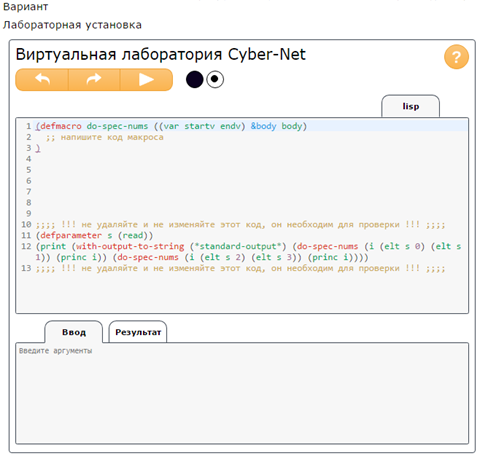 Вариант
Лабораторная установка
Виртуальная лаборатория Cyber-Net
?
lisp
1 (defmacro do-spec-nums ((var startv endv) &body body)
2 ;; напишите код макроса
3 )
4
5
6
7
8
9
10 ;;;; !!! не удаляйте и не изменяйте этот код, он необходим для проверки !!! ;;;;
11 (defparameter s (read))
12 (print (with-output-to-string (*standard-output*) (do-spec-nums (i (elt s 0) (elt s
1)) (princ i)) (do-spec-nums (i (elt s 2) (elt s 3)) (princ i))))
13 ;;;; !!! не удаляйте и не изменяйте этот код, он необходим для проверки !!! ;;;;
Ввод Результат
Введите аргументы